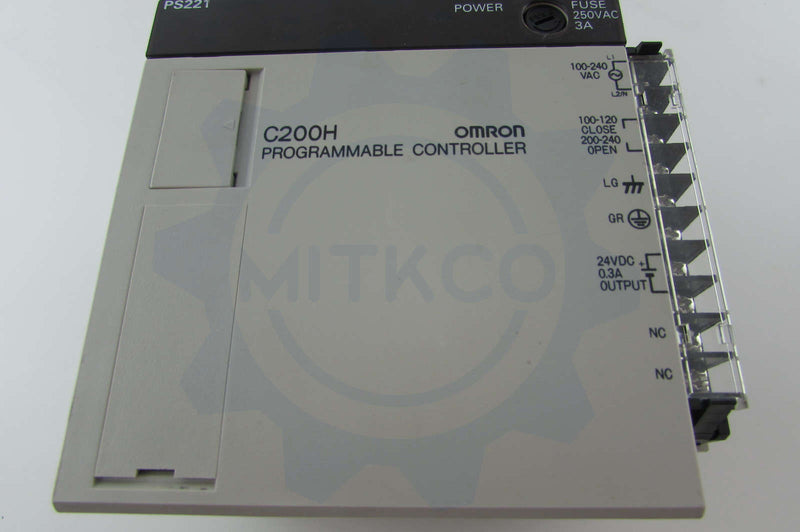 PS221
POWER
FUSE
250VAC
3A
C200H
OMRON
PROGRAMMABLE CONTROLLER
L1
100-240
VAC
L2/N
100-120
CLOSE
200-240
OPEN
LG
GR
24VDC +
0.3A
OUTPUT -
NC
NC
MITKCO